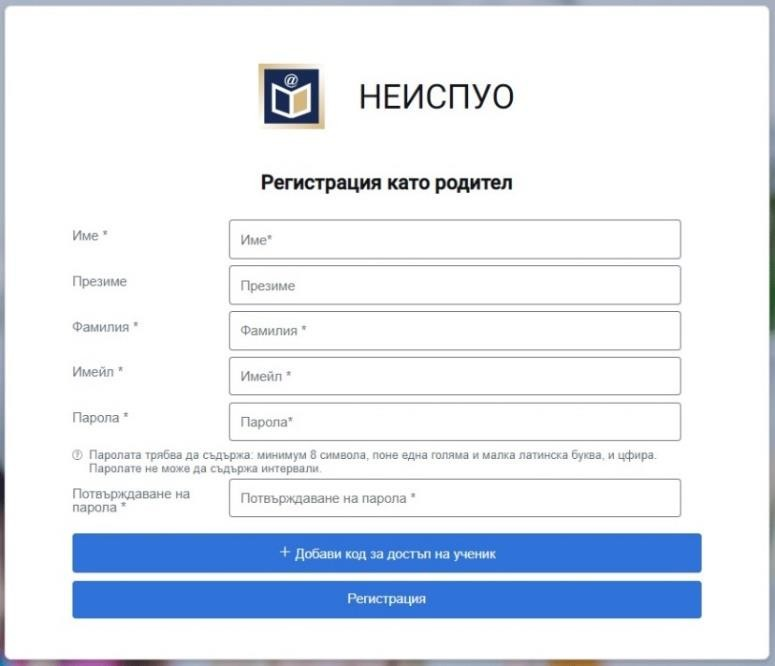 @
НЕИСПУО
Регистрация като родител
Име *
Име*
Презиме
Презиме
Фамилия *
Фамилия *
Имейл *
Имейл *
Парола *
Парола*
? Паролата трябва да съдържа: минимум 8 символа, поне една голяма и малка латинска буква, и цфира.
Паролате не може да съдържа интервали.
Потвърждаване на
парола *
Потвърждаване на парола *
+ Добави код за достъп на ученик
Регистрация